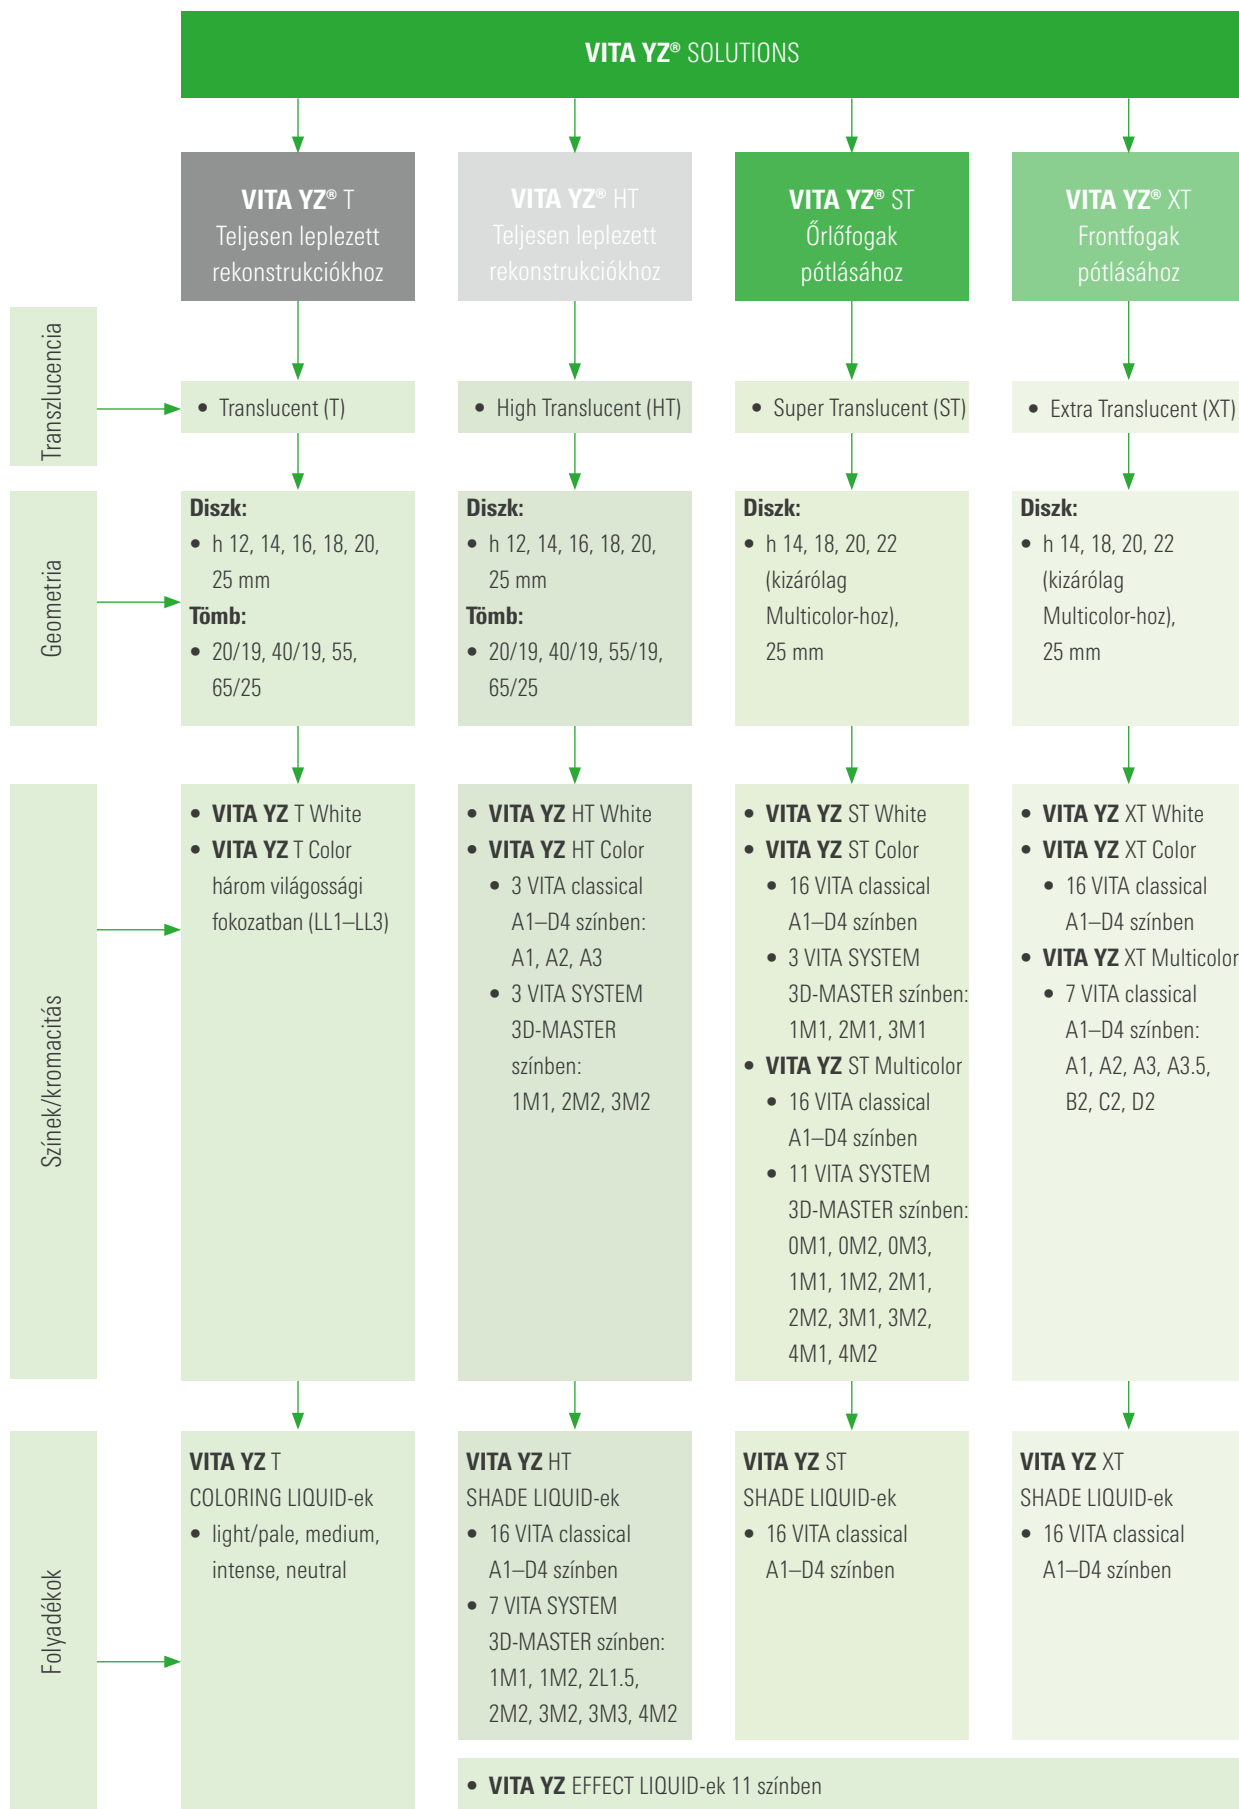 VITA YZ® SOLUTIONS
VITA YZ® T
Teljesen leplezett
rekonstrukciókhoz
VITA YZ® HT
Teljesen leplezett
rekonstrukciókhoz
VITA YZ® ST
Őrlőfogak
pótlásához
VITA YZ® XT
Frontfogak
pótlásához
Transzlucencia
• Translucent (T)
• High Translucent (HT)
• Super Translucent (ST)
• Extra Translucent (XT)
Geometria
Diszk:
• h 12, 14, 16, 18, 20,
25 mm
Tömb:
• 20/19, 40/19, 55,
65/25
Diszk:
• h 12, 14, 16, 18, 20,
25 mm
Tömb:
• 20/19, 40/19, 55/19,
65/25
Diszk:
• h 14, 18, 20, 22
(kizárólag
Multicolor-hoz),
25 mm
Diszk:
• h 14, 18, 20, 22
(kizárólag
Multicolor-hoz),
25 mm
Színek/kromacitás
• VITA YZ T White
• VITA YZ T Color
három világossági
fokozatban (LL1–LL3)
• VITA YZ HT White
• VITA YZ HT Color
• 3 VITA classical
A1–D4 színben:
A1, A2, A3
• 3 VITA SYSTEM
3D-MASTER
színben:
1M1, 2M2, 3M2
• VITA YZ ST White
• VITA YZ ST Color
• 16 VITA classical
A1–D4 színben
• 3 VITA SYSTEM
3D-MASTER színben:
1M1, 2M1, 3M1
• VITA YZ ST Multicolor
• 16 VITA classical
A1–D4 színben
• 11 VITA SYSTEM
3D-MASTER színben:
0M1, 0M2, 0M3,
1M1, 1M2, 2M1,
2M2, 3M1, 3M2,
4M1, 4M2
• VITA YZ XT White
• VITA YZ XT Color
• 16 VITA classical
A1–D4 színben
• VITA YZ XT Multicolor
• 7 VITA classical
A1–D4 színben:
A1, A2, A3, A3.5,
B2, C2, D2
Folyadékok
VITA YZ T
COLORING LIQUID-ek
• light/pale, medium,
intense, neutral
VITA YZ HT
SHADE LIQUID-ek
• 16 VITA classical
A1–D4 színben
• 7 VITA SYSTEM
3D-MASTER színben:
1M1, 1M2, 2L1.5,
2M2, 3M2, 3M3, 4M2
VITA YZ ST
SHADE LIQUID-ek
• 16 VITA classical
A1–D4 színben
VITA YZ XT
SHADE LIQUID-ek
• 16 VITA classical
A1–D4 színben
• VITA YZ EFFECT LIQUID-ek 11 színben